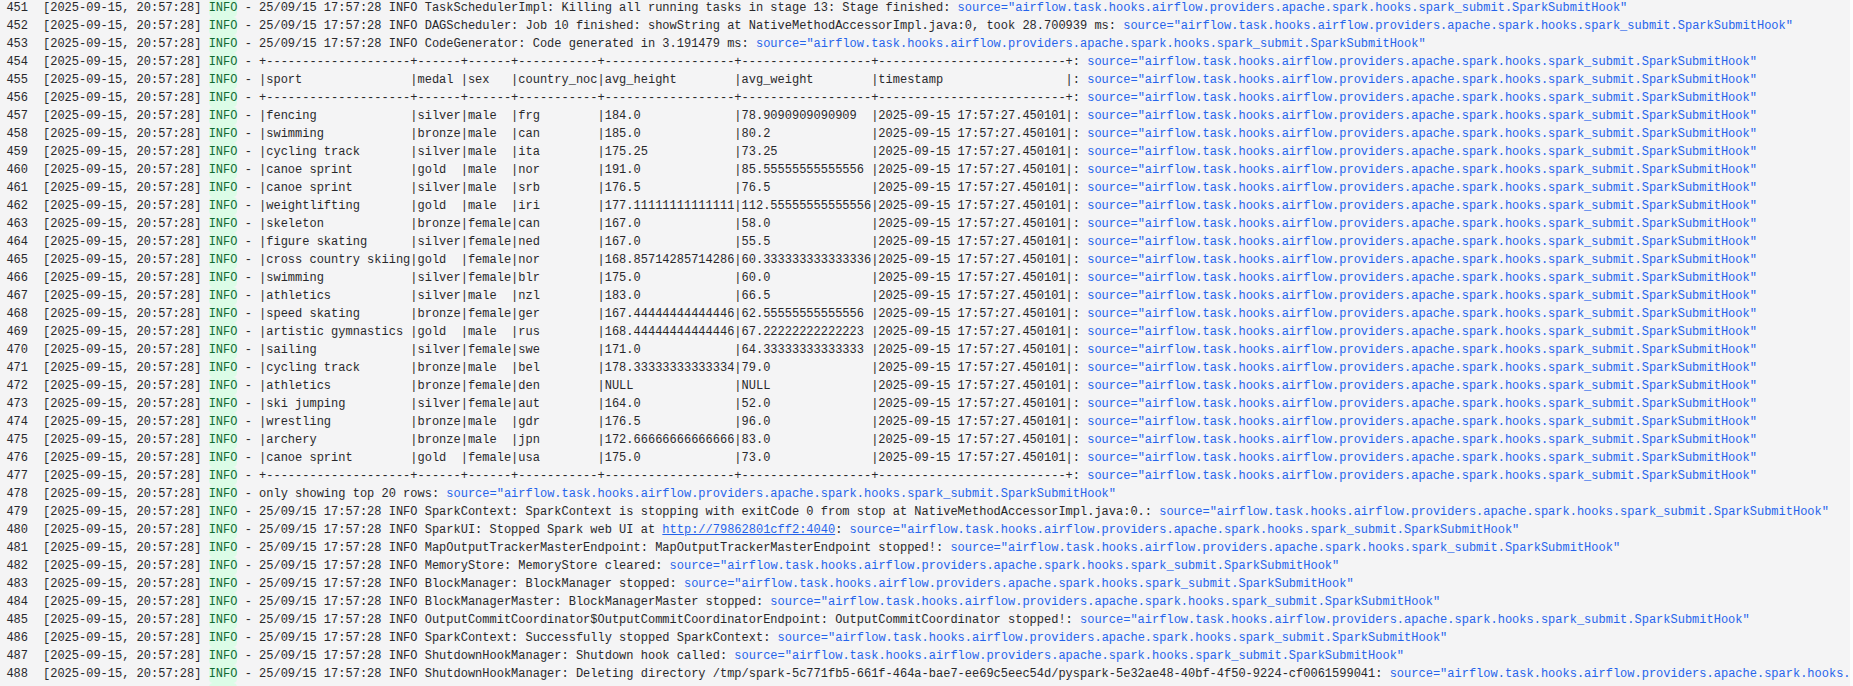 451 [2025-09-15, 20:57:28] INFO - 25/09/15 17:57:28 INFO TaskSchedulerImpl: Killing all running tasks in stage 13: Stage finished: source="airflow.task.hooks.airflow.providers.apache.spark.hooks.spark_submit.SparkSubmitHook"
452 [2025-09-15, 20:57:28] INFO - 25/09/15 17:57:28 INFO DAGScheduler: Job 10 finished: showString at NativeMethodAccessorImpl.java:0, took 28.700939 ms: source="airflow.task.hooks.airflow.providers.apache.spark.hooks.spark_submit.SparkSubmitHook"
453 [2025-09-15, 20:57:28] INFO - 25/09/15 17:57:28 INFO CodeGenerator: Code generated in 3.191479 ms: source="airflow.task.hooks.airflow.providers.apache.spark.hooks.spark_submit.SparkSubmitHook"
454 [2025-09-15, 20:57:28] INFO - +--------------------+------+------+-----------+------------------+------------------+--------------------------+: source="airflow.task.hooks.airflow.providers.apache.spark.hooks.spark_submit.SparkSubmitHook"
455 [2025-09-15, 20:57:28] INFO - |sport               |medal |sex   |country_noc|avg_height        |avg_weight        |timestamp                 |: source="airflow.task.hooks.airflow.providers.apache.spark.hooks.spark_submit.SparkSubmitHook"
456 [2025-09-15, 20:57:28] INFO - +--------------------+------+------+-----------+------------------+------------------+--------------------------+: source="airflow.task.hooks.airflow.providers.apache.spark.hooks.spark_submit.SparkSubmitHook"
457 [2025-09-15, 20:57:28] INFO - |fencing             |silver|male  |frg        |184.0             |78.9090909090909  |2025-09-15 17:57:27.450101|: source="airflow.task.hooks.airflow.providers.apache.spark.hooks.spark_submit.SparkSubmitHook"
458 [2025-09-15, 20:57:28] INFO - |swimming            |bronze|male  |can        |185.0             |80.2              |2025-09-15 17:57:27.450101|: source="airflow.task.hooks.airflow.providers.apache.spark.hooks.spark_submit.SparkSubmitHook"
459 [2025-09-15, 20:57:28] INFO - |cycling track       |silver|male  |ita        |175.25            |73.25             |2025-09-15 17:57:27.450101|: source="airflow.task.hooks.airflow.providers.apache.spark.hooks.spark_submit.SparkSubmitHook"
460 [2025-09-15, 20:57:28] INFO - |canoe sprint        |gold  |male  |nor        |191.0             |85.55555555555556 |2025-09-15 17:57:27.450101|: source="airflow.task.hooks.airflow.providers.apache.spark.hooks.spark_submit.SparkSubmitHook"
461 [2025-09-15, 20:57:28] INFO - |canoe sprint        |silver|male  |srb        |176.5             |76.5              |2025-09-15 17:57:27.450101|: source="airflow.task.hooks.airflow.providers.apache.spark.hooks.spark_submit.SparkSubmitHook"
462 [2025-09-15, 20:57:28] INFO - |weightlifting       |gold  |male  |iri        |177.11111111111111|112.55555555555556|2025-09-15 17:57:27.450101|: source="airflow.task.hooks.airflow.providers.apache.spark.hooks.spark_submit.SparkSubmitHook"
463 [2025-09-15, 20:57:28] INFO - |skeleton            |bronze|female|can        |167.0             |58.0              |2025-09-15 17:57:27.450101|: source="airflow.task.hooks.airflow.providers.apache.spark.hooks.spark_submit.SparkSubmitHook"
464 [2025-09-15, 20:57:28] INFO - |figure skating      |silver|female|ned        |167.0             |55.5              |2025-09-15 17:57:27.450101|: source="airflow.task.hooks.airflow.providers.apache.spark.hooks.spark_submit.SparkSubmitHook"
465 [2025-09-15, 20:57:28] INFO - |cross country skiing|gold  |female|nor        |168.85714285714286|60.333333333333336|2025-09-15 17:57:27.450101|: source="airflow.task.hooks.airflow.providers.apache.spark.hooks.spark_submit.SparkSubmitHook"
466 [2025-09-15, 20:57:28] INFO - |swimming            |silver|female|blr        |175.0             |60.0              |2025-09-15 17:57:27.450101|: source="airflow.task.hooks.airflow.providers.apache.spark.hooks.spark_submit.SparkSubmitHook"
467 [2025-09-15, 20:57:28] INFO - |athletics           |silver|male  |nzl        |183.0             |66.5              |2025-09-15 17:57:27.450101|: source="airflow.task.hooks.airflow.providers.apache.spark.hooks.spark_submit.SparkSubmitHook"
468 [2025-09-15, 20:57:28] INFO - |speed skating       |bronze|female|ger        |167.44444444444446|62.55555555555556 |2025-09-15 17:57:27.450101|: source="airflow.task.hooks.airflow.providers.apache.spark.hooks.spark_submit.SparkSubmitHook"
469 [2025-09-15, 20:57:28] INFO - |artistic gymnastics |gold  |male  |rus        |168.44444444444446|67.22222222222223 |2025-09-15 17:57:27.450101|: source="airflow.task.hooks.airflow.providers.apache.spark.hooks.spark_submit.SparkSubmitHook"
470 [2025-09-15, 20:57:28] INFO - |sailing             |silver|female|swe        |171.0             |64.33333333333333 |2025-09-15 17:57:27.450101|: source="airflow.task.hooks.airflow.providers.apache.spark.hooks.spark_submit.SparkSubmitHook"
471 [2025-09-15, 20:57:28] INFO - |cycling track       |bronze|male  |bel        |178.33333333333334|79.0              |2025-09-15 17:57:27.450101|: source="airflow.task.hooks.airflow.providers.apache.spark.hooks.spark_submit.SparkSubmitHook"
472 [2025-09-15, 20:57:28] INFO - |athletics           |bronze|female|den        |NULL              |NULL              |2025-09-15 17:57:27.450101|: source="airflow.task.hooks.airflow.providers.apache.spark.hooks.spark_submit.SparkSubmitHook"
473 [2025-09-15, 20:57:28] INFO - |ski jumping         |silver|female|aut        |164.0             |52.0              |2025-09-15 17:57:27.450101|: source="airflow.task.hooks.airflow.providers.apache.spark.hooks.spark_submit.SparkSubmitHook"
474 [2025-09-15, 20:57:28] INFO - |wrestling           |bronze|male  |gdr        |176.5             |96.0              |2025-09-15 17:57:27.450101|: source="airflow.task.hooks.airflow.providers.apache.spark.hooks.spark_submit.SparkSubmitHook"
475 [2025-09-15, 20:57:28] INFO - |archery             |bronze|male  |jpn        |172.66666666666666|83.0              |2025-09-15 17:57:27.450101|: source="airflow.task.hooks.airflow.providers.apache.spark.hooks.spark_submit.SparkSubmitHook"
476 [2025-09-15, 20:57:28] INFO - |canoe sprint        |gold  |female|usa        |175.0             |73.0              |2025-09-15 17:57:27.450101|: source="airflow.task.hooks.airflow.providers.apache.spark.hooks.spark_submit.SparkSubmitHook"
477 [2025-09-15, 20:57:28] INFO - +--------------------+------+------+-----------+------------------+------------------+--------------------------+: source="airflow.task.hooks.airflow.providers.apache.spark.hooks.spark_submit.SparkSubmitHook"
478 [2025-09-15, 20:57:28] INFO - only showing top 20 rows: source="airflow.task.hooks.airflow.providers.apache.spark.hooks.spark_submit.SparkSubmitHook"
479 [2025-09-15, 20:57:28] INFO - 25/09/15 17:57:28 INFO SparkContext: SparkContext is stopping with exitCode 0 from stop at NativeMethodAccessorImpl.java:0.: source="airflow.task.hooks.airflow.providers.apache.spark.hooks.spark_submit.SparkSubmitHook"
480 [2025-09-15, 20:57:28] INFO - 25/09/15 17:57:28 INFO SparkUI: Stopped Spark web UI at http://79862801cff2:4040: source="airflow.task.hooks.airflow.providers.apache.spark.hooks.spark_submit.SparkSubmitHook"
481 [2025-09-15, 20:57:28] INFO - 25/09/15 17:57:28 INFO MapOutputTrackerMasterEndpoint: MapOutputTrackerMasterEndpoint stopped!: source="airflow.task.hooks.airflow.providers.apache.spark.hooks.spark_submit.SparkSubmitHook"
482 [2025-09-15, 20:57:28] INFO - 25/09/15 17:57:28 INFO MemoryStore: MemoryStore cleared: source="airflow.task.hooks.airflow.providers.apache.spark.hooks.spark_submit.SparkSubmitHook"
483 [2025-09-15, 20:57:28] INFO - 25/09/15 17:57:28 INFO BlockManager: BlockManager stopped: source="airflow.task.hooks.airflow.providers.apache.spark.hooks.spark_submit.SparkSubmitHook"
484 [2025-09-15, 20:57:28] INFO - 25/09/15 17:57:28 INFO BlockManagerMaster: BlockManagerMaster stopped: source="airflow.task.hooks.airflow.providers.apache.spark.hooks.spark_submit.SparkSubmitHook"
485 [2025-09-15, 20:57:28] INFO - 25/09/15 17:57:28 INFO OutputCommitCoordinator$OutputCommitCoordinatorEndpoint: OutputCommitCoordinator stopped!: source="airflow.task.hooks.airflow.providers.apache.spark.hooks.spark_submit.SparkSubmitHook"
486 [2025-09-15, 20:57:28] INFO - 25/09/15 17:57:28 INFO SparkContext: Successfully stopped SparkContext: source="airflow.task.hooks.airflow.providers.apache.spark.hooks.spark_submit.SparkSubmitHook"
487 [2025-09-15, 20:57:28] INFO - 25/09/15 17:57:28 INFO ShutdownHookManager: Shutdown hook called: source="airflow.task.hooks.airflow.providers.apache.spark.hooks.spark_submit.SparkSubmitHook"
488 [2025-09-15, 20:57:28] INFO - 25/09/15 17:57:28 INFO ShutdownHookManager: Deleting directory /tmp/spark-5c771fb5-661f-464a-bae7-ee69c5eec54d/pyspark-5e32ae48-40bf-4f50-9224-cf0061599041: source="airflow.task.hooks.airflow.providers.apache.spark.hooks.